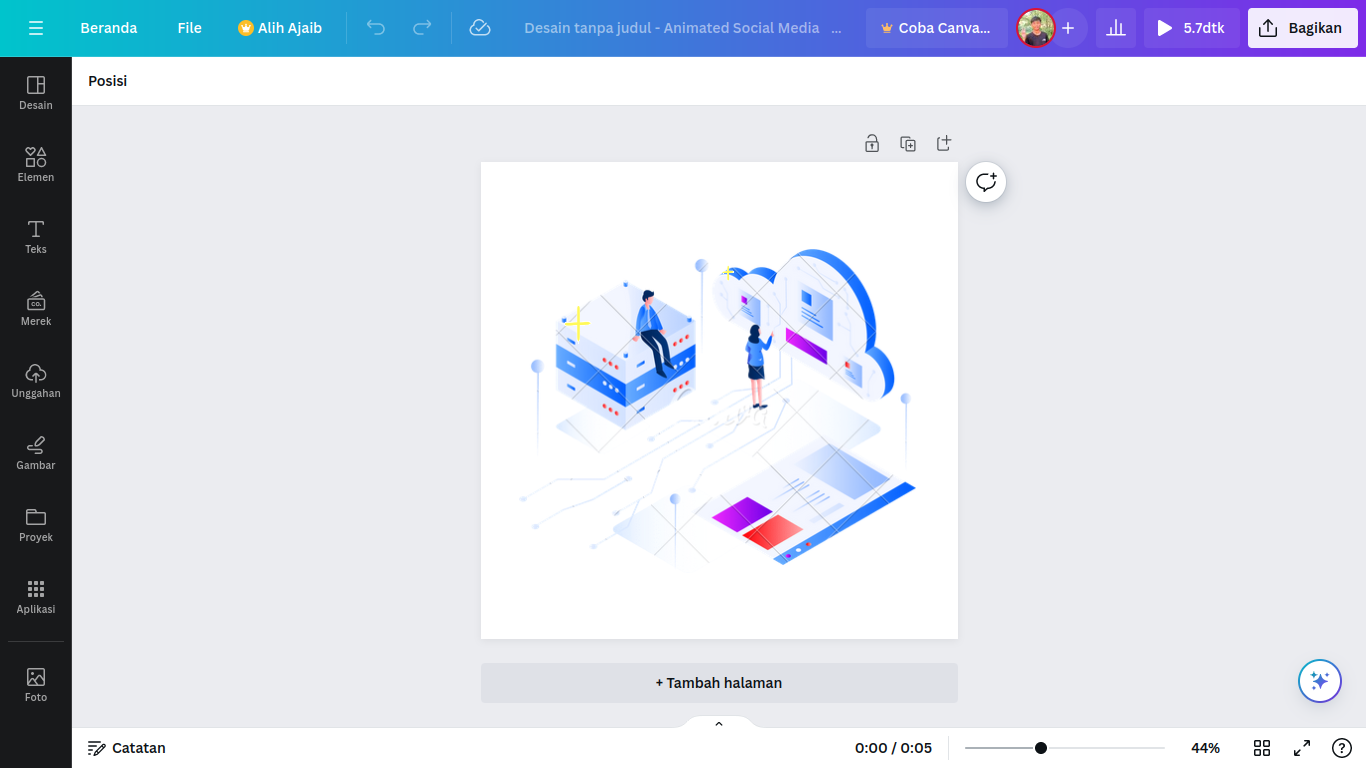 Beranda
File
Alih Ajaib
Desain tanpa judul - Animated Social Media ...
Coba Canva...
5.7dtk
Bagikan
Posisi
Desain
Elemen
Teks
CO.
Merek
Unggahan
Gambar
Proyek
Aplikasi
Foto
+ Tambah halaman
Catatan
0:00 / 0:05
44%